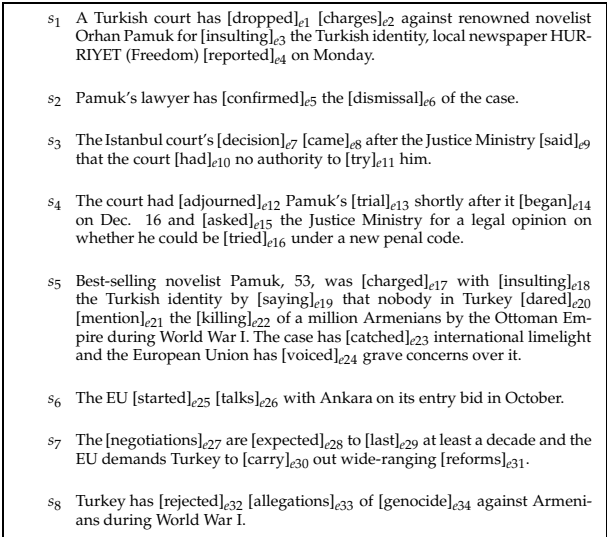 s1 A Turkish court has [dropped]e1 [charges]e2 against renowned novelist
Orhan Pamuk for [insulting]e3 the Turkish identity, local newspaper HUR-
RIYET (Freedom) [reported]e4 on Monday.
s2 Pamuk's lawyer has [confirmed]e5 the [dismissal]e6 of the case.
s3 The Istanbul court's [decision]e7 [came]e8 after the Justice Ministry [said]e9
that the court [had]e10 no authority to [try]e11 him.
s4 The court had [adjourned]e12 Pamuk's [trial]e13 shortly after it [began]e14
on Dec. 16 and [asked]e15 the Justice Ministry for a legal opinion on
whether he could be [tried]e16 under a new penal code.
s5 Best-selling novelist Pamuk, 53, was [charged]e17 with [insulting]e18
the Turkish identity by [saying]e19 that nobody in Turkey [dared]e20
[mention]e21 the [killing]e22 of a million Armenians by the Ottoman Em-
pire during World War I. The case has [catched]e23 international limelight
and the European Union has [voiced]e24 grave concerns over it.
s6 The EU [started]e25 [talks]e26 with Ankara on its entry bid in October.
s7 The [negotiations]e27 are [expected]e28 to [last]e29 at least a decade and the
EU demands Turkey to [carry]e30 out wide-ranging [reforms]e31.
s8 Turkey has [rejected]e32 [allegations]e33 of [genocide]e34 against Armeni-
ans during World War I.